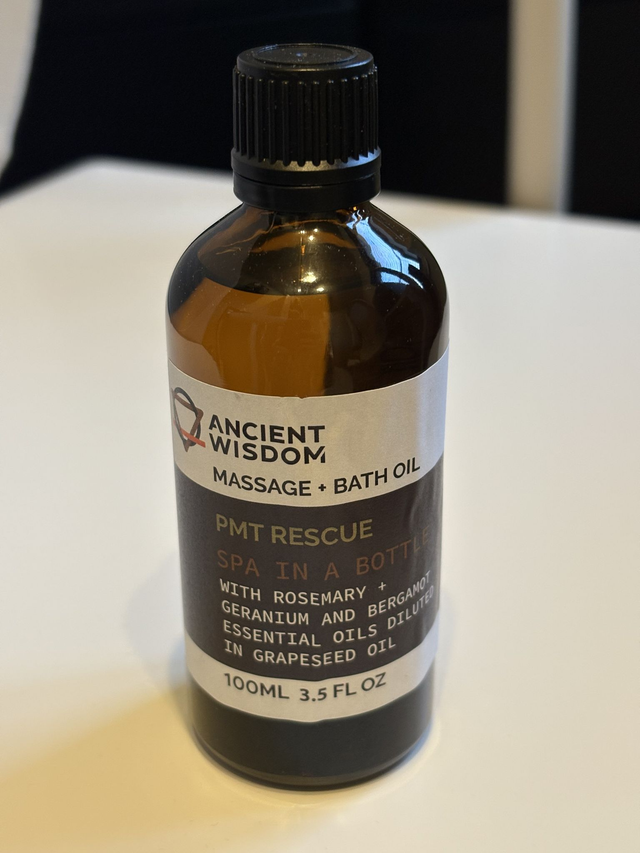 ANCIENT
WISDOM
MASSAGE + BATH OIL
PMT RESCUE
SPA IN A BOTTLE
WITH ROSEMARY +
GERANIUM AND BERGAMOT
ESSENTIAL OILS DILUTED
IN GRAPESEED OIL
100ML 3.5 FL OZ